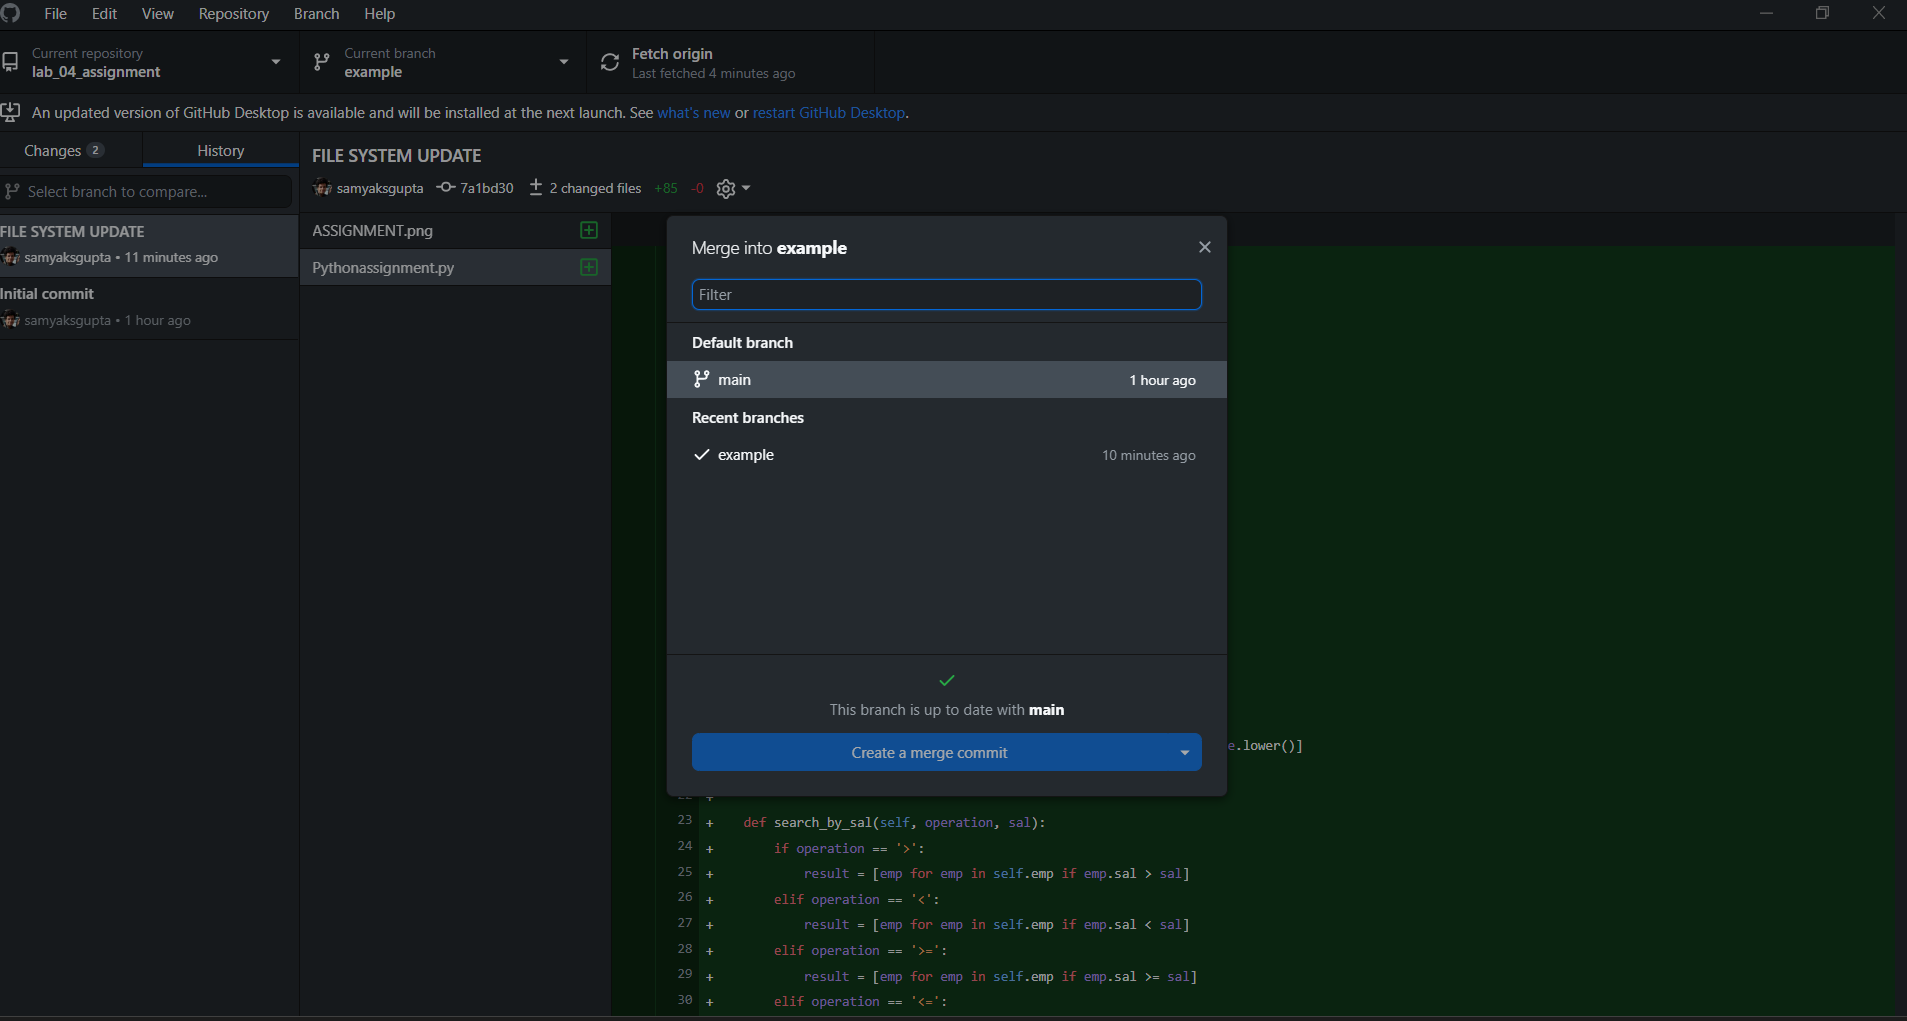 File Edit View Repository Branch Help
Current repository
lab_04_assignment
Current branch
example
Fetch origin
Last fetched 4 minutes ago
An updated version of GitHub Desktop is available and will be installed at the next launch. See what's new or restart GitHub Desktop.
Changes 2
History
Select branch to compare...
FILE SYSTEM UPDATE
samyaksgupta • 11 minutes ago
Initial commit
samyaksgupta • 1 hour ago
FILE SYSTEM UPDATE
samyaksgupta 7a1bd30 2 changed files +85 -0
ASSIGNMENT.png
Pythonassignment.py
Merge into example
Filter
Default branch
main 1 hour ago
Recent branches
example 10 minutes ago
This branch is up to date with main
Create a merge commit
e.lower()]
22 +
23 + def search_by_sal(self, operation, sal):
24 + if operation == '>':
25 + result = [emp for emp in self.emp if emp.sal > sal]
26 + elif operation == '<':
27 + result = [emp for emp in self.emp if emp.sal < sal]
28 + elif operation == '>=':
29 + result = [emp for emp in self.emp if emp.sal >= sal]
30 + elif operation == '<=':